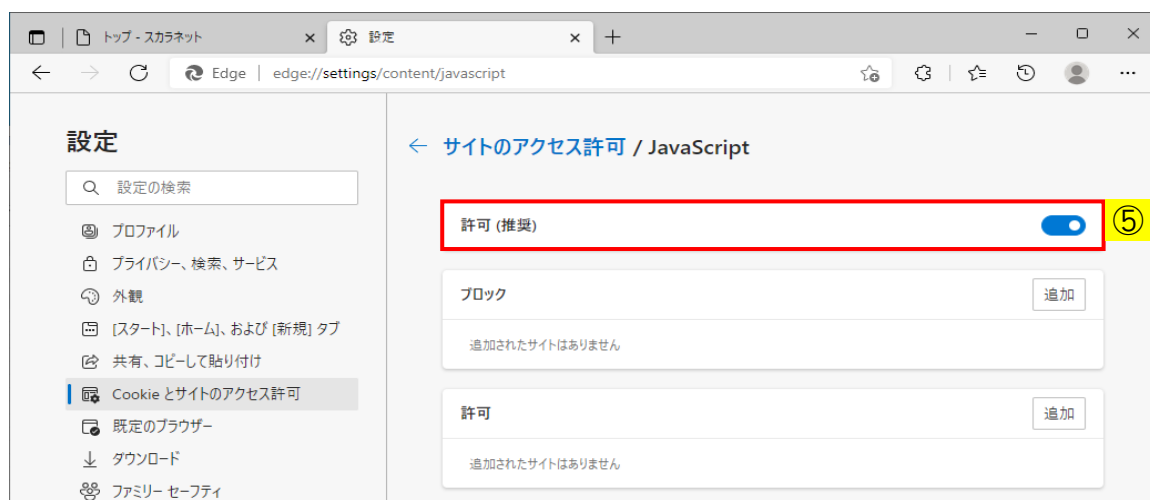 トップ - スカラネット
設定
Edge | edge://settings/content/javascript
設定
設定の検索
プロファイル
プライバシー、検索、サービス
外観
[スタート]、[ホーム]、および [新規] タブ
共有、コピーして貼り付け
Cookie とサイトのアクセス許可
既定のブラウザー
ダウンロード
ファミリー セーフティ
サイトのアクセス許可 / JavaScript
許可 (推奨)
⑤
ブロック
追加
追加されたサイトはありません
許可
追加
追加されたサイトはありません